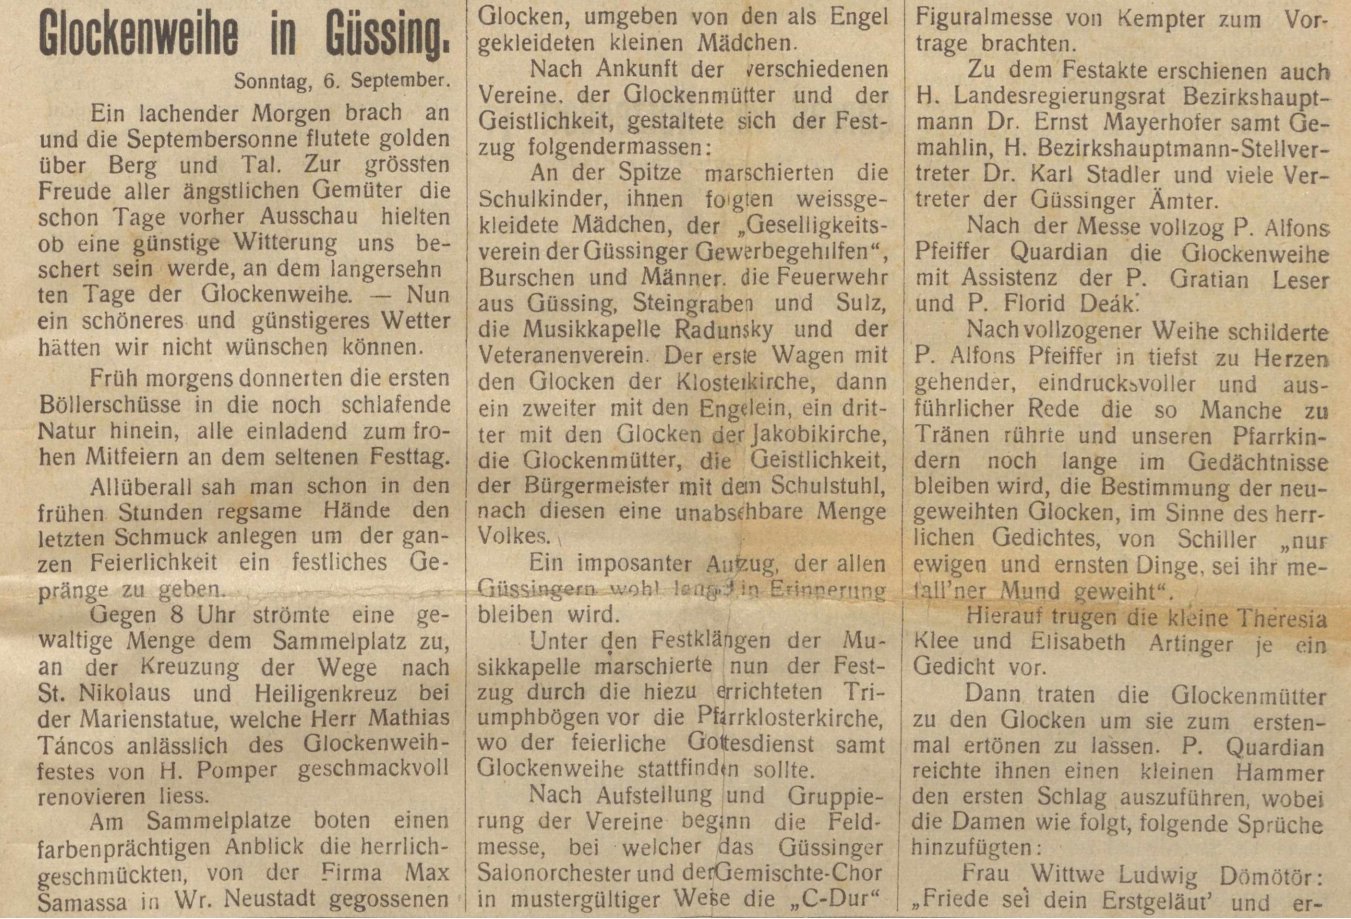 Glockenweihe in Güssing.
Sonntag, 6. September.
Ein lachender Morgen brach an
und die Septembersonne flutete golden
über Berg und Tal. Zur grössten
Freude aller ängstlichen Gemüter die
schon Tage vorher Ausschau hielten
ob eine günstige Witterung uns be-
schert sein werde, an dem langersehn
ten Tage der Glockenweihe. — Nun
ein schöneres und günstigeres Wetter
hätten wir nicht wünschen können.
Früh morgens donnerten die ersten
Böllerschüsse in die noch schlafende
Natur hinein, alle einladend zum fro-
hen Mitfeiern an dem seltenen Festtag.
Allüberall sah man schon in den
frühen Stunden regsame Hände den
letzten Schmuck anlegen um der gan-
zen Feierlichkeit ein festliches Ge-
pränge zu geben.
Gegen 8 Uhr strömte eine ge-
waltige Menge dem Sammelplatz zu,
an der Kreuzung der Wege nach
St. Nikolaus und Heiligenkreuz bei
der Marienstatue, welche Herr Mathias
Táncos anlässlich des Glockenweih-
festes von H. Pomper geschmackvoll
renovieren liess.
Am Sammelplatze boten einen
farbenprächtigen Anblick die herrlich-
geschmückten, von der Firma Max
Samassa in Wr. Neustadt gegossenen
Glocken, umgeben von den als Engel
gekleideten kleinen Mädchen.
Nach Ankunft der verschiedenen
Vereine. der Glockenmütter und der
Geistlichkeit, gestaltete sich der Fest-
zug folgendermassen:
An der Spitze marschierten die
Schulkinder, ihnen folgten weissge-
kleidete Mädchen, der „Geselligkeits-
verein der Güssinger Gewerbegehilfen“,
Burschen und Männer. die Feuerwehr
aus Güssing, Steingraben und Sulz,
die Musikkapelle Radunsky und der
Veteranenverein. Der erste Wagen mit
den Glocken der Klosterkirche, dann
ein zweiter mit den Engelein, ein drit-
ter mit den Glocken der Jakobikirche,
die Glockenmütter, die Geistlichkeit,
der Bürgermeister mit dem Schulstuhl,
nach diesen eine unabsehbare Menge
Volkes.
Ein imposanter Aufzug, der allen
Güssingern wohl lange in Erinnerung
bleiben wird.
Unter den Festklängen der Mu-
sikkapelle marschierte nun der Fest-
zug durch die hiezu errichteten Tri-
umphbögen vor die Pfarrklosterkirche,
wo der feierliche Gottesdienst samt
Glockenweihe stattfinden sollte.
Nach Aufstellung und Gruppie-
rung der Vereine begann die Feld-
messe, bei welcher das Güssinger
Salonorchester und der Gemischte-Chor
in mustergültiger Weise die „C-Dur“
Figuralmesse von Kempter zum Vor-
trage brachten.
Zu dem Festakte erschienen auch
H. Landesregierungsrat Bezirkshaupt-
mann Dr. Ernst Mayerhofer samt Ge-
mahlin, H. Bezirkshauptmann-Stellver-
treter Dr. Karl Stadler und viele Ver-
treter der Güssinger Ämter.
Nach der Messe vollzog P. Alfons
Pfeiffer Quardian die Glockenweihe
mit Assistenz der P. Gratian Leser
und P. Florid Deák.
Nach vollzogener Weihe schilderte
P. Alfons Pfeiffer in tiefst zu Herzen
gehender, eindrucksvoller und aus-
führlicher Rede die so Manche zu
Tränen rührte und unseren Pfarrkin-
dern noch lange im Gedächtnisse
bleiben wird, die Bestimmung der neu-
geweihten Glocken, im Sinne des herr-
lichen Gedichtes, von Schiller „nur
ewigen und ernsten Dinge, sei ihr me-
tall'ner Mund geweiht“.
Hierauf trugen die kleine Theresia
Klee und Elisabeth Artinger je ein
Gedicht vor.
Dann traten die Glockenmütter
zu den Glocken um sie zum ersten-
mal ertönen zu lassen. P. Quardian
reichte ihnen einen kleinen Hammer
den ersten Schlag auszuführen, wobei
die Damen wie folgt, folgende Sprüche
hinzufügten:
Frau Wittwe Ludwig Dömötör:
„Friede sei dein Erstgeläut' und er-